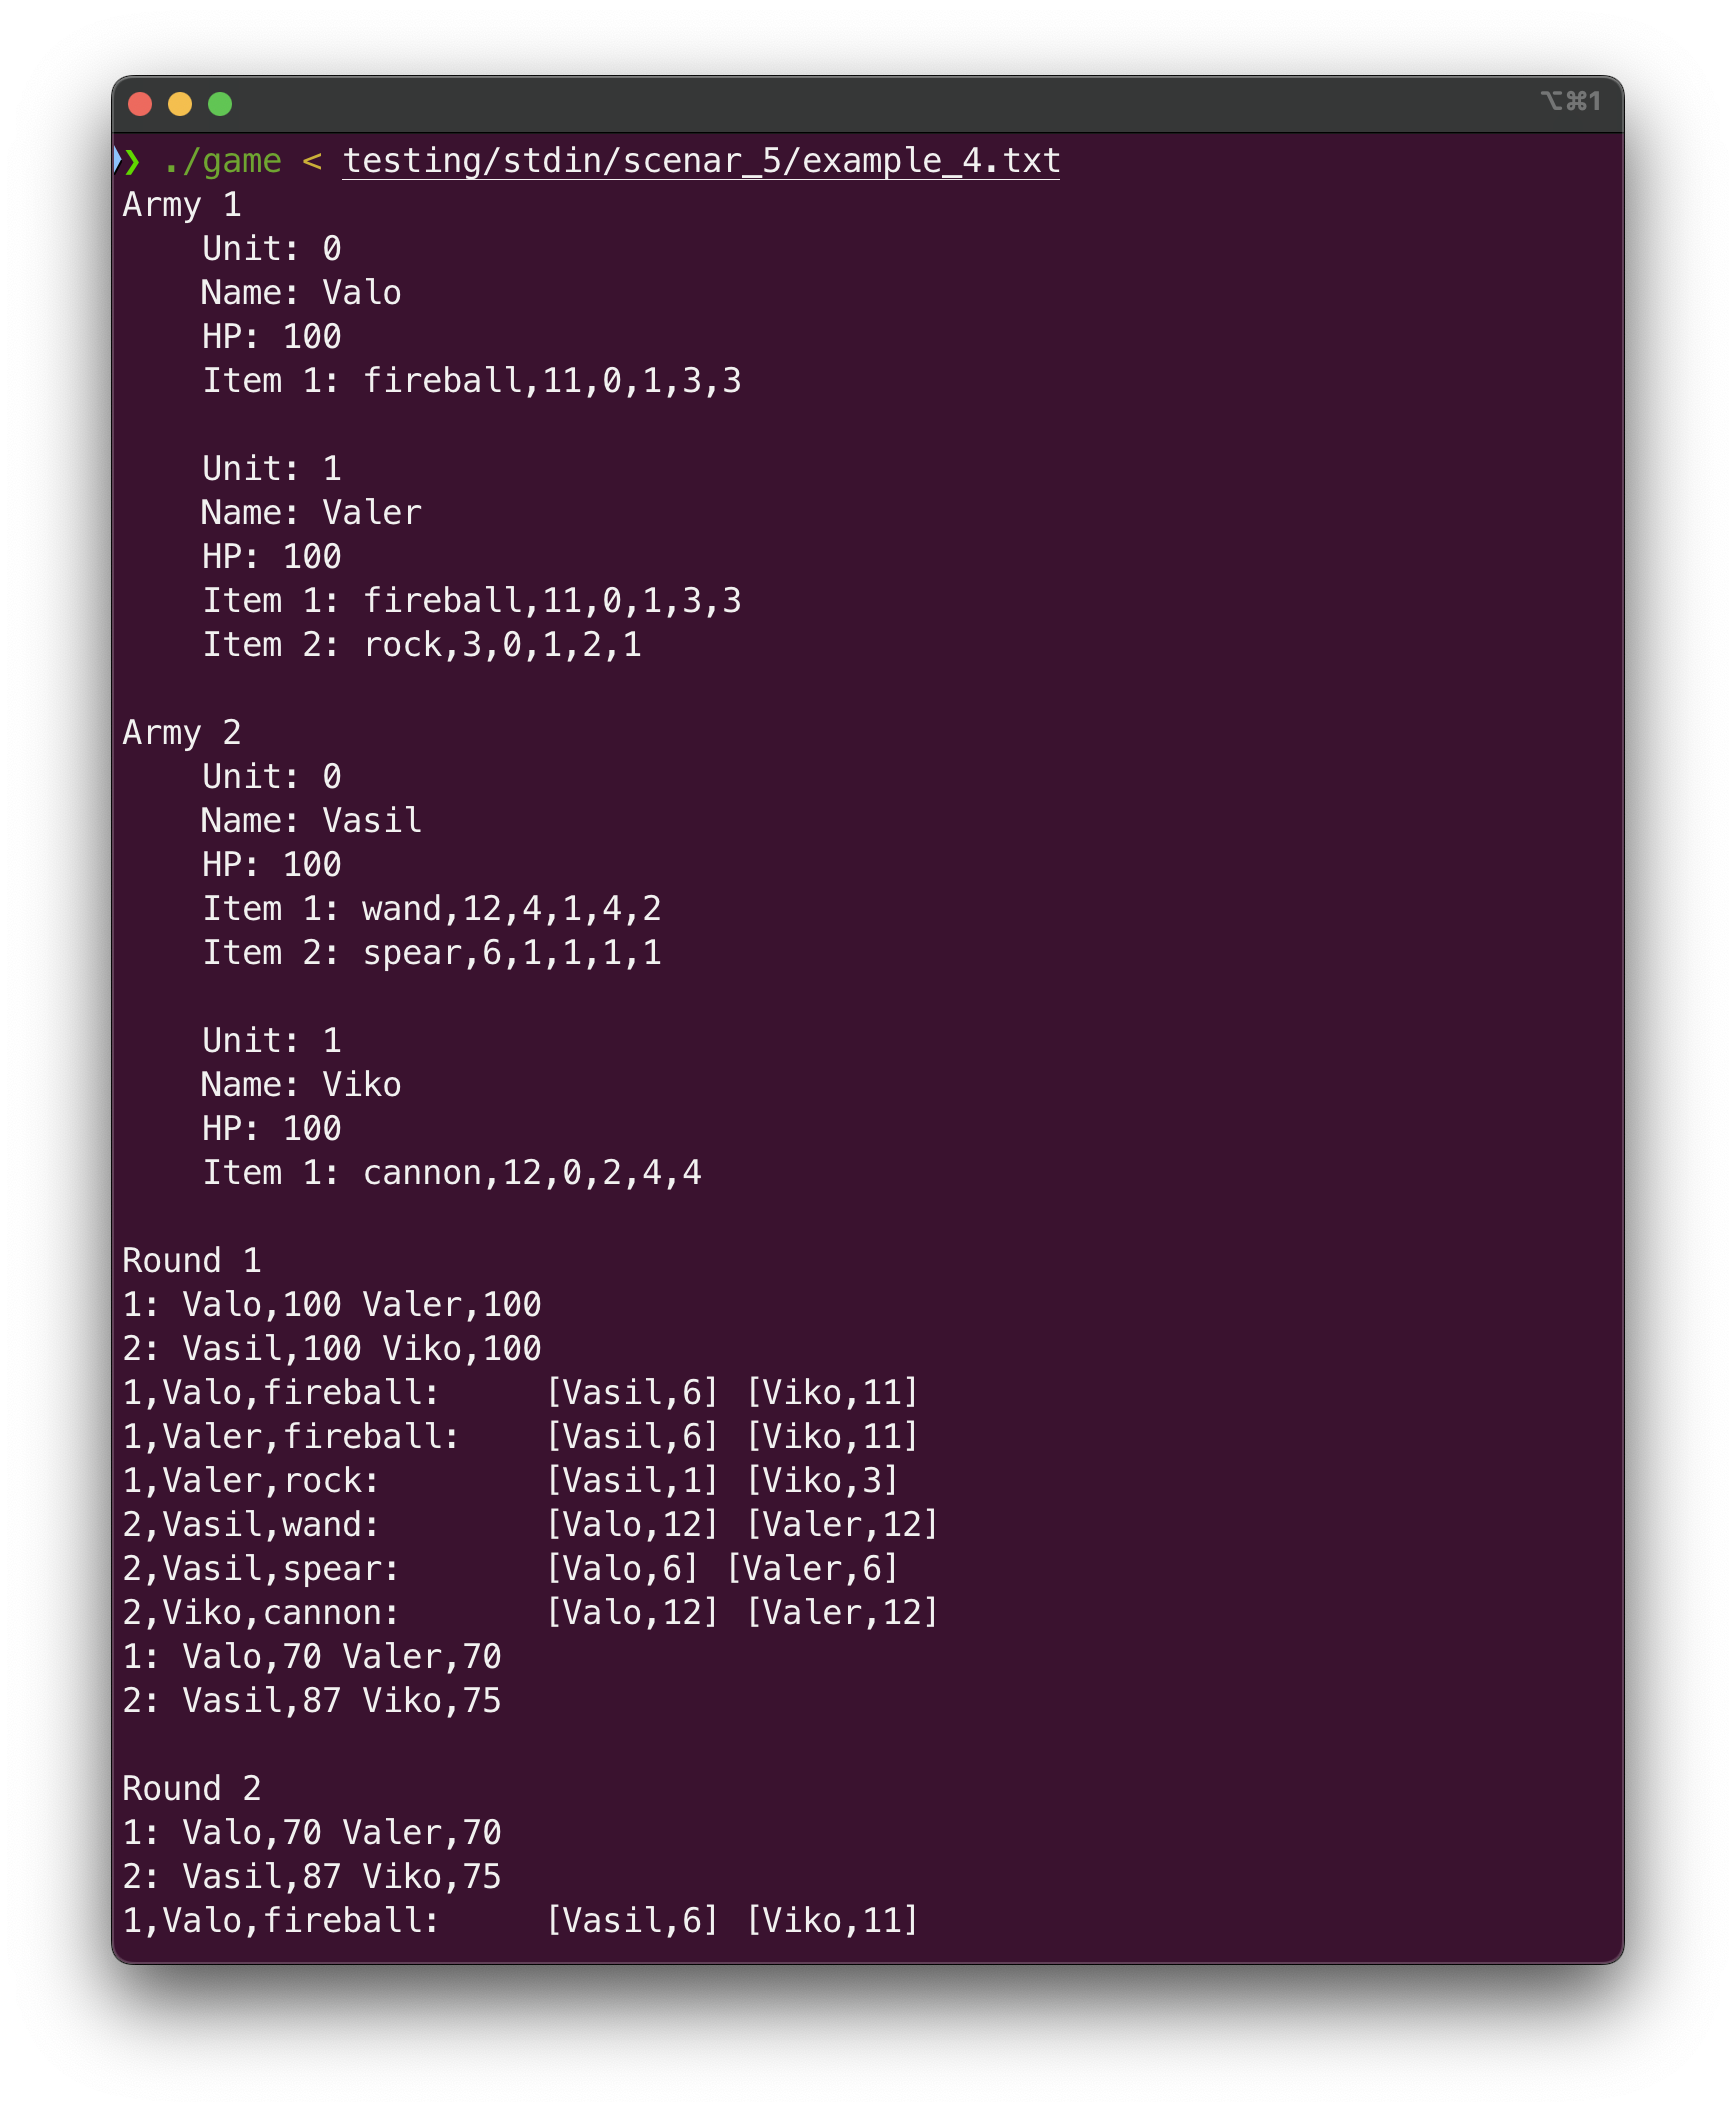 ⌥⌘1
❯ ./game < testing/stdin/scenar_5/example_4.txt
Army 1
    Unit: 0
    Name: Valo
    HP: 100
    Item 1: fireball,11,0,1,3,3

    Unit: 1
    Name: Valer
    HP: 100
    Item 1: fireball,11,0,1,3,3
    Item 2: rock,3,0,1,2,1

Army 2
    Unit: 0
    Name: Vasil
    HP: 100
    Item 1: wand,12,4,1,4,2
    Item 2: spear,6,1,1,1,1

    Unit: 1
    Name: Viko
    HP: 100
    Item 1: cannon,12,0,2,4,4

Round 1
1: Valo,100 Valer,100
2: Vasil,100 Viko,100
1,Valo,fireball:     [Vasil,6] [Viko,11]
1,Valer,fireball:    [Vasil,6] [Viko,11]
1,Valer,rock:        [Vasil,1] [Viko,3]
2,Vasil,wand:        [Valo,12] [Valer,12]
2,Vasil,spear:       [Valo,6] [Valer,6]
2,Viko,cannon:       [Valo,12] [Valer,12]
1: Valo,70 Valer,70
2: Vasil,87 Viko,75

Round 2
1: Valo,70 Valer,70
2: Vasil,87 Viko,75
1,Valo,fireball:     [Vasil,6] [Viko,11]